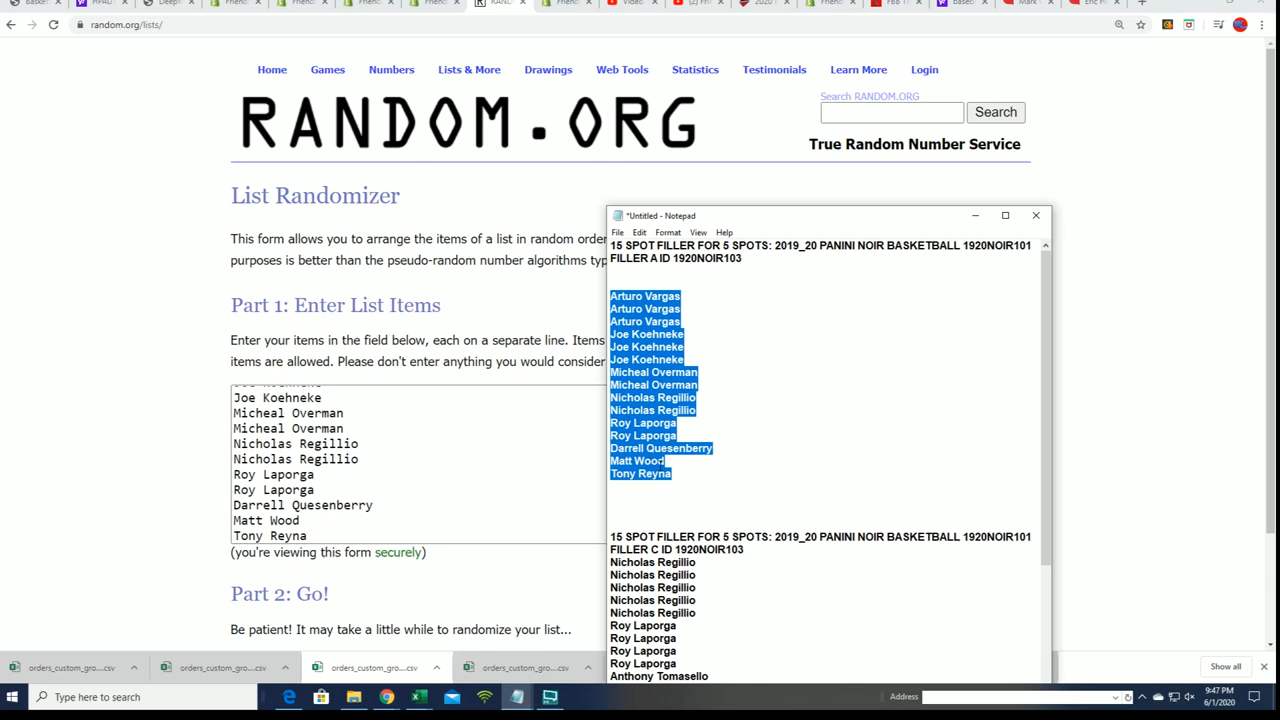 Friend
Friend
Friend
Friend
Video
Friend
Mark
Eric
random.org/lists/
Home
Games
Numbers
Lists & More
Drawings
Web Tools
Statistics
Testimonials
Learn More
Login
RANDOM.ORG
Search RANDOM.ORG
Search
True Random Number Service
List Randomizer
This form allows you to arrange the items of a list in random orde
purposes is better than the pseudo-random number algorithms typ
Part 1: Enter List Items
Enter your items in the field below, each on a separate line. Items
items are allowed. Please don't enter anything you would consider
Joe Koehneke
Joe Koehneke
Micheal Overman
Micheal Overman
Nicholas Regillio
Nicholas Regillio
Roy Laporga
Roy Laporga
Darrell Quesenberry
Matt Wood
Tony Reyna
(you're viewing this form securely)
Part 2: Go!
Be patient! It may take a little while to randomize your list...
*Untitled - Notepad
File Edit Format View Help
15 SPOT FILLER FOR 5 SPOTS: 2019_20 PANINI NOIR BASKETBALL 1920NOIR101
FILLER A ID 1920NOIR103
Arturo Vargas
Arturo Vargas
Arturo Vargas
Joe Koehneke
Joe Koehneke
Joe Koehneke
Micheal Overman
Micheal Overman
Nicholas Regillio
Nicholas Regillio
Roy Laporga
Roy Laporga
Darrell Quesenberry
Matt Wood
Tony Reyna
15 SPOT FILLER FOR 5 SPOTS: 2019_20 PANINI NOIR BASKETBALL 1920NOIR101
FILLER C ID 1920NOIR103
Nicholas Regillio
Nicholas Regillio
Nicholas Regillio
Nicholas Regillio
Nicholas Regillio
Roy Laporga
Roy Laporga
Roy Laporga
Roy Laporga
Anthony Tomasello
orders_custom_gro....csv
orders_custom_gro....csv
orders_custom_gro....csv
orders_custom_gro....csv
Show all
Type here to search
Address
9:47 PM
6/1/2020